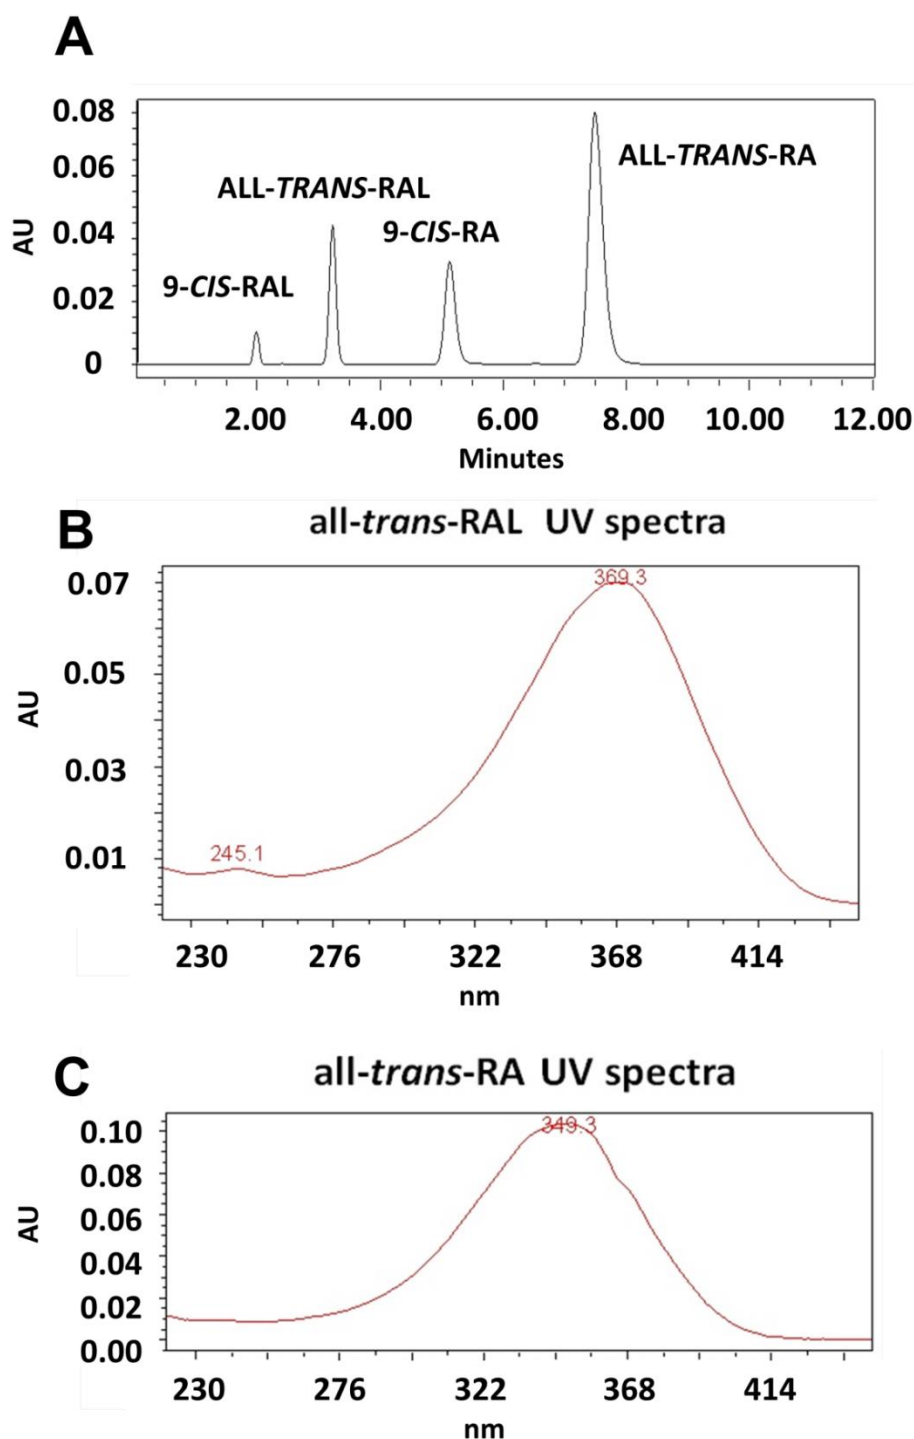 A
0.08
0.06
0.04
0.02
0
AU
9-CIS-RAL
ALL-TRANS-RAL
9-CIS-RA
ALL-TRANS-RA
2.00 4.00 6.00 8.00 10.00 12.00
Minutes
B
all-trans-RAL UV spectra
0.07
0.05
0.03
0.01
AU
369.3
245.1
230 276 322 368 414
nm
C
all-trans-RA UV spectra
0.10
0.08
0.06
0.04
0.02
0.00
AU
349.3
230 276 322 368 414
nm